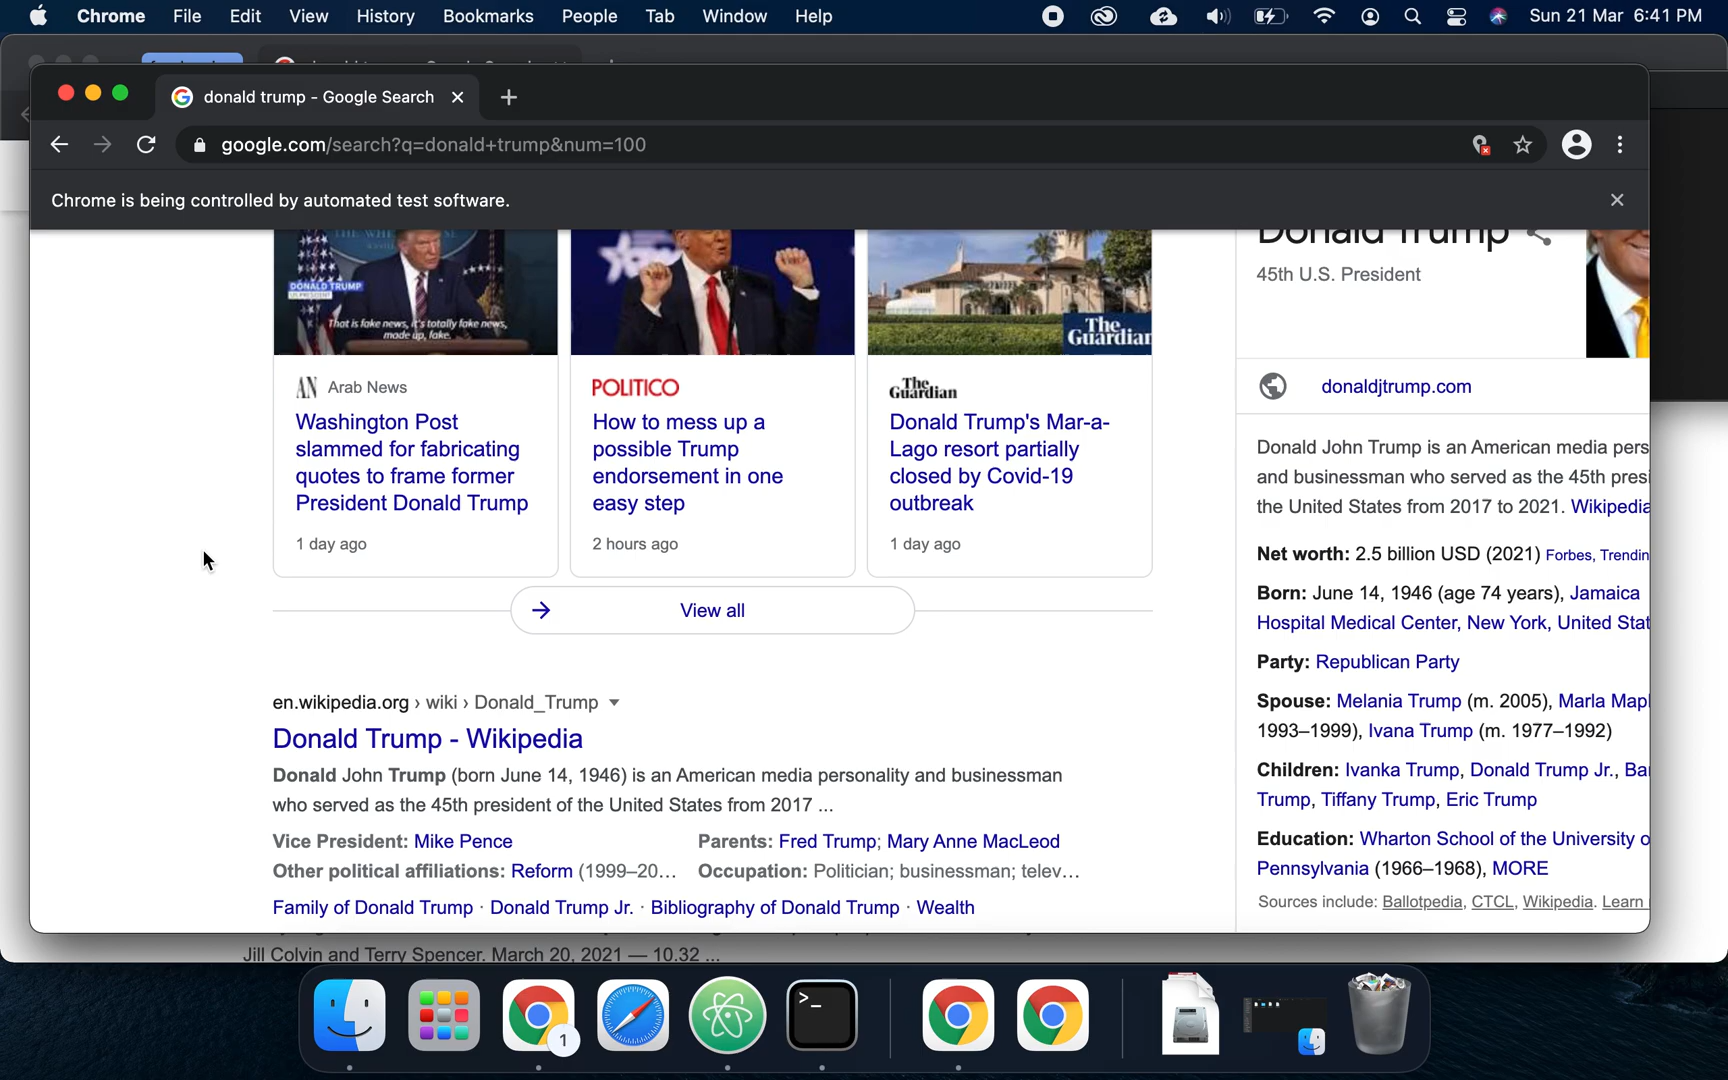 Chrome File Edit View History Bookmarks People Tab Window Help Sun 21 Mar 6:41 PM
donald trump - Google Search
google.com/search?q=donald+trump&num=100
Chrome is being controlled by automated test software.
DONALD TRUMP
US PRESIDENT
That is fake news, it's totally fake news,
made up, fake.
The
Guardian
Arab News
Washington Post
slammed for fabricating
quotes to frame former
President Donald Trump
1 day ago
POLITICO
How to mess up a
possible Trump
endorsement in one
easy step
2 hours ago
The
Guardian
Donald Trump's Mar-a-
Lago resort partially
closed by Covid-19
outbreak
1 day ago
View all
en.wikipedia.org › wiki › Donald_Trump
Donald Trump - Wikipedia
Donald John Trump (born June 14, 1946) is an American media personality and businessman
who served as the 45th president of the United States from 2017 ...
Vice President: Mike Pence
Parents: Fred Trump; Mary Anne MacLeod
Other political affiliations: Reform (1999–20...
Occupation: Politician; businessman; telev...
Family of Donald Trump · Donald Trump Jr. · Bibliography of Donald Trump · Wealth
Donald Trump
45th U.S. President
donaldjtrump.com
Donald John Trump is an American media pers
and businessman who served as the 45th presi
the United States from 2017 to 2021. Wikipedia
Net worth: 2.5 billion USD (2021) Forbes, Trendin
Born: June 14, 1946 (age 74 years), Jamaica
Hospital Medical Center, New York, United Stat
Party: Republican Party
Spouse: Melania Trump (m. 2005), Marla Mapl
1993–1999), Ivana Trump (m. 1977–1992)
Children: Ivanka Trump, Donald Trump Jr., Bar
Trump, Tiffany Trump, Eric Trump
Education: Wharton School of the University o
Pennsylvania (1966–1968), MORE
Sources include: Ballotpedia, CTCL, Wikipedia. Learn
Jill Colvin and Terry Spencer. March 20, 2021 — 10.32 ...
1